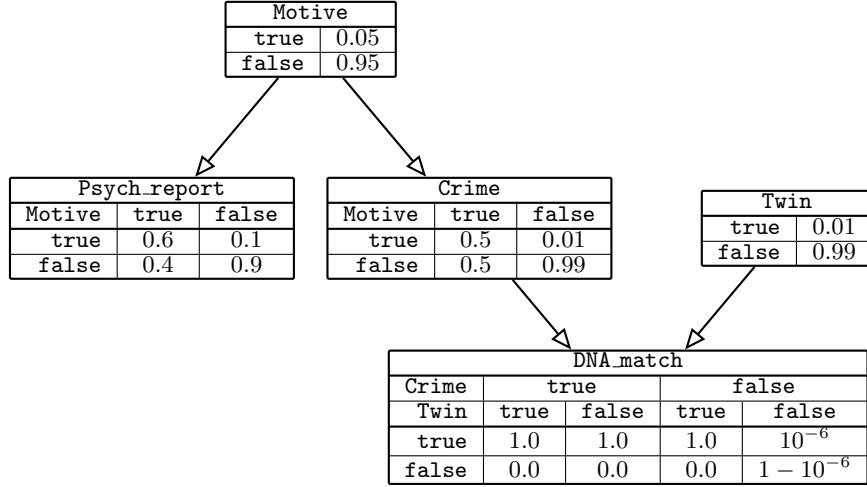 Motive
true 0.05
false 0.95
Psych_report
Motive true false
true 0.6 0.1
false 0.4 0.9
Crime
Motive true false
true 0.5 0.01
false 0.5 0.99
Twin
true 0.01
false 0.99
DNA_match
Crime true false
Twin true false true false
true 1.0 1.0 1.0 10⁻⁶
false 0.0 0.0 0.0 1 − 10⁻⁶